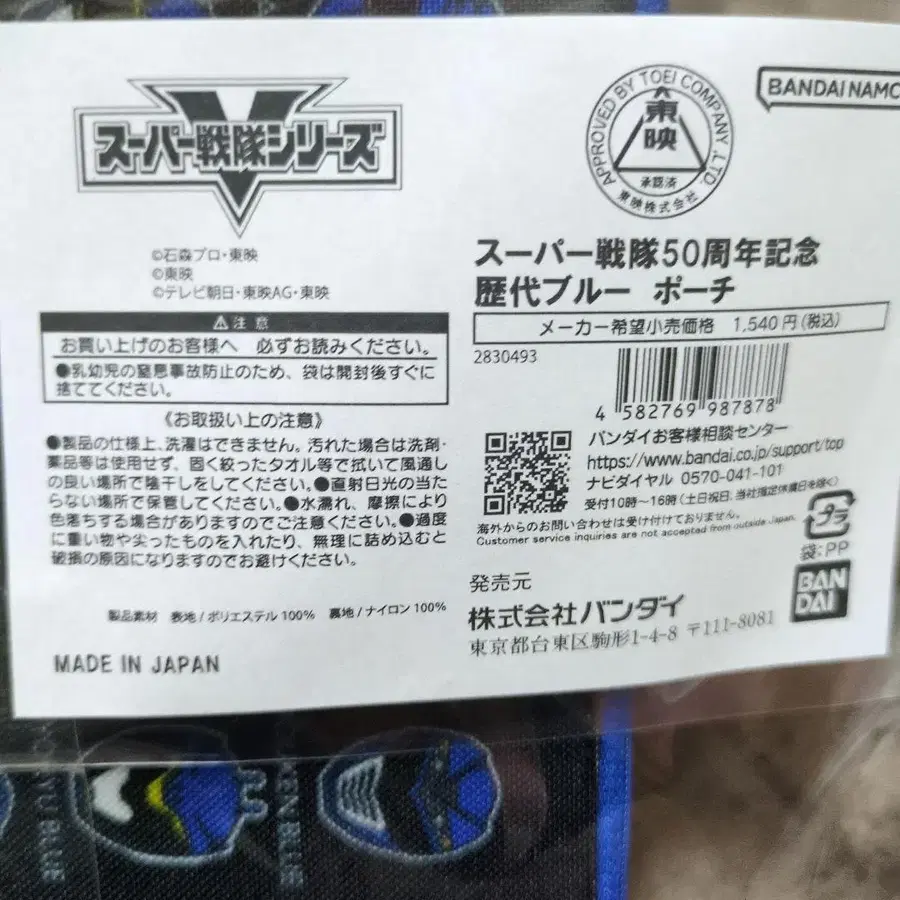 スーパー戦隊シリーズ
©石森プロ・東映
©東映
©テレビ朝日・東映AG・東映
⚠注意
お買い上げのお客様へ 必ずお読みください。
●乳幼児の窒息事故防止のため、袋は開封後すぐに
捨ててください。
《お取扱い上の注意》
●製品の仕様上、洗濯はできません。汚れた場合は洗剤・
薬品等は使用せず、固く絞ったタオル等で拭いて風通し
の良い場所で陰干しをしてください。●直射日光の当た
らない場所で保管してください。●水濡れ、摩擦により
色落ちする場合がありますのでご注意ください。●過度
に重い物や尖ったものを入れたり、無理に詰め込むと
破損の原因になりますのでお避けください。
製品素材 表地/ポリエステル100% 裏地/ナイロン100%
MADE IN JAPAN
APPROVED BY TOEI COMPANY,LTD.
東映
承認済
東映株式会社
BANDAI NAMC
スーパー戦隊50周年記念
歴代ブルー ポーチ
メーカー希望小売価格 1,540円(税込)
2830493
4 582769 987878
バンダイお客様相談センター
https://www.bandai.co.jp/support/top
ナビダイヤル 0570-041-101
受付10時～16時(土日祝日、当社指定休業日を除く)
海外からのお問い合わせは受け付けておりません。
Customer service inquiries are not accepted from outside Japan.
プラ
袋:PP
発売元
株式会社バンダイ
東京都台東区駒形1-4-8 〒111-8081
BAN
DAI
YU BLUE
KEN BLUE